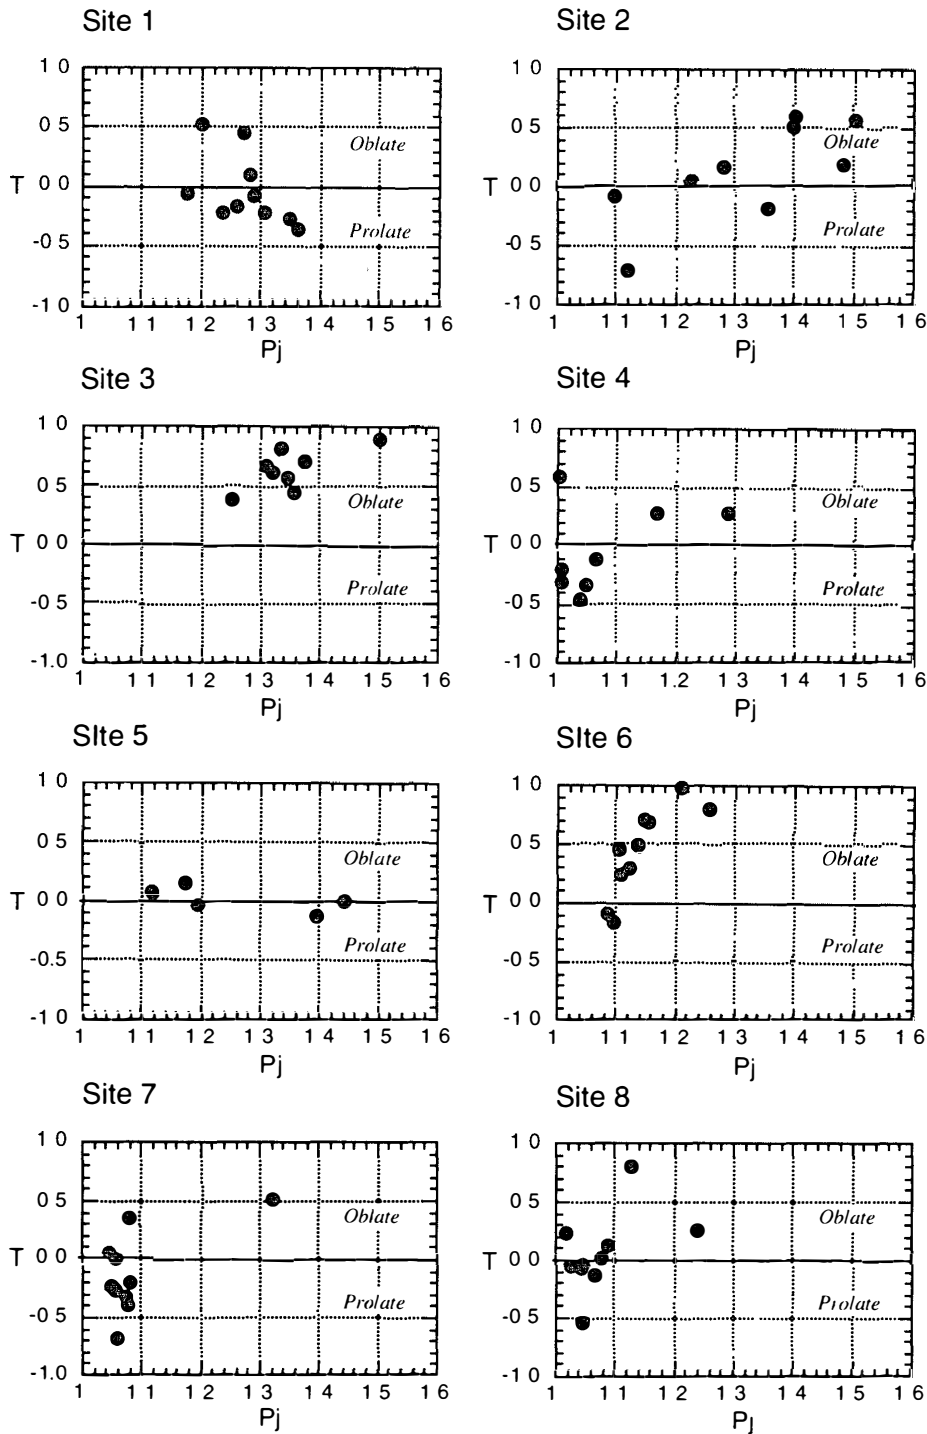 Site 1
1 0
0 5
Oblate
T 0 0
Prolate
-0 5
-1 0
1 1 1 1 2 1 3 1 4 1 5 1 6
Pj
Site 2
1 0
0 5
Oblate
T 0 0
Prolate
-0 5
-1 0
1 1 1 1 2 1 3 1 4 1 5 1 6
Pj
Site 3
1 0
0 5
Oblate
T 0 0
Prolate
-0 5
-1.0
1 1 1 1 2 1 3 1 4 1 5 1 6
Pj
Site 4
1 0
0 5
Oblate
T 0 0
Prolate
-0 5
-1.0
1 1 1 1.2 1 3 1 4 1 5 1 6
Pj
SIte 5
1 0
0 5
Oblate
T 0 0
Prolate
-0 5
-1 0
1 1 1 1 2 1 3 1 4 1 5 1 6
Pj
SIte 6
1 0
0 5
Oblate
T 0 0
Prolate
-0 5
-1 0
1 1 1 1 2 1 3 1 4 1 5 1 6
Pj
Site 7
1 0
0 5
Oblate
T 0 0
Prolate
-0 5
-1.0
1 1 1 1 2 1 3 1 4 1 5 1 6
Pj
Site 8
1 0
0 5
Oblate
T 0 0
Prolate
-0 5
-1 0
1 1 1 1 2 1 3 1 4 1 5 1 6
Pj